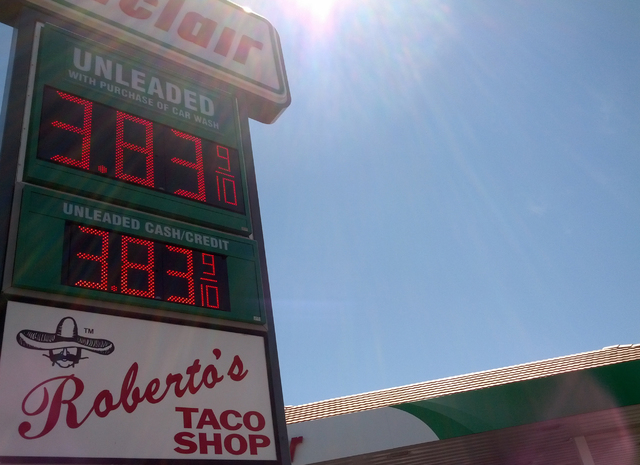 UNLEADED
WITH PURCHASE OF CAR WASH
3.83 9/10
UNLEADED CASH/CREDIT
3.83 9/10
TM
Roberto's
TACO
SHOP